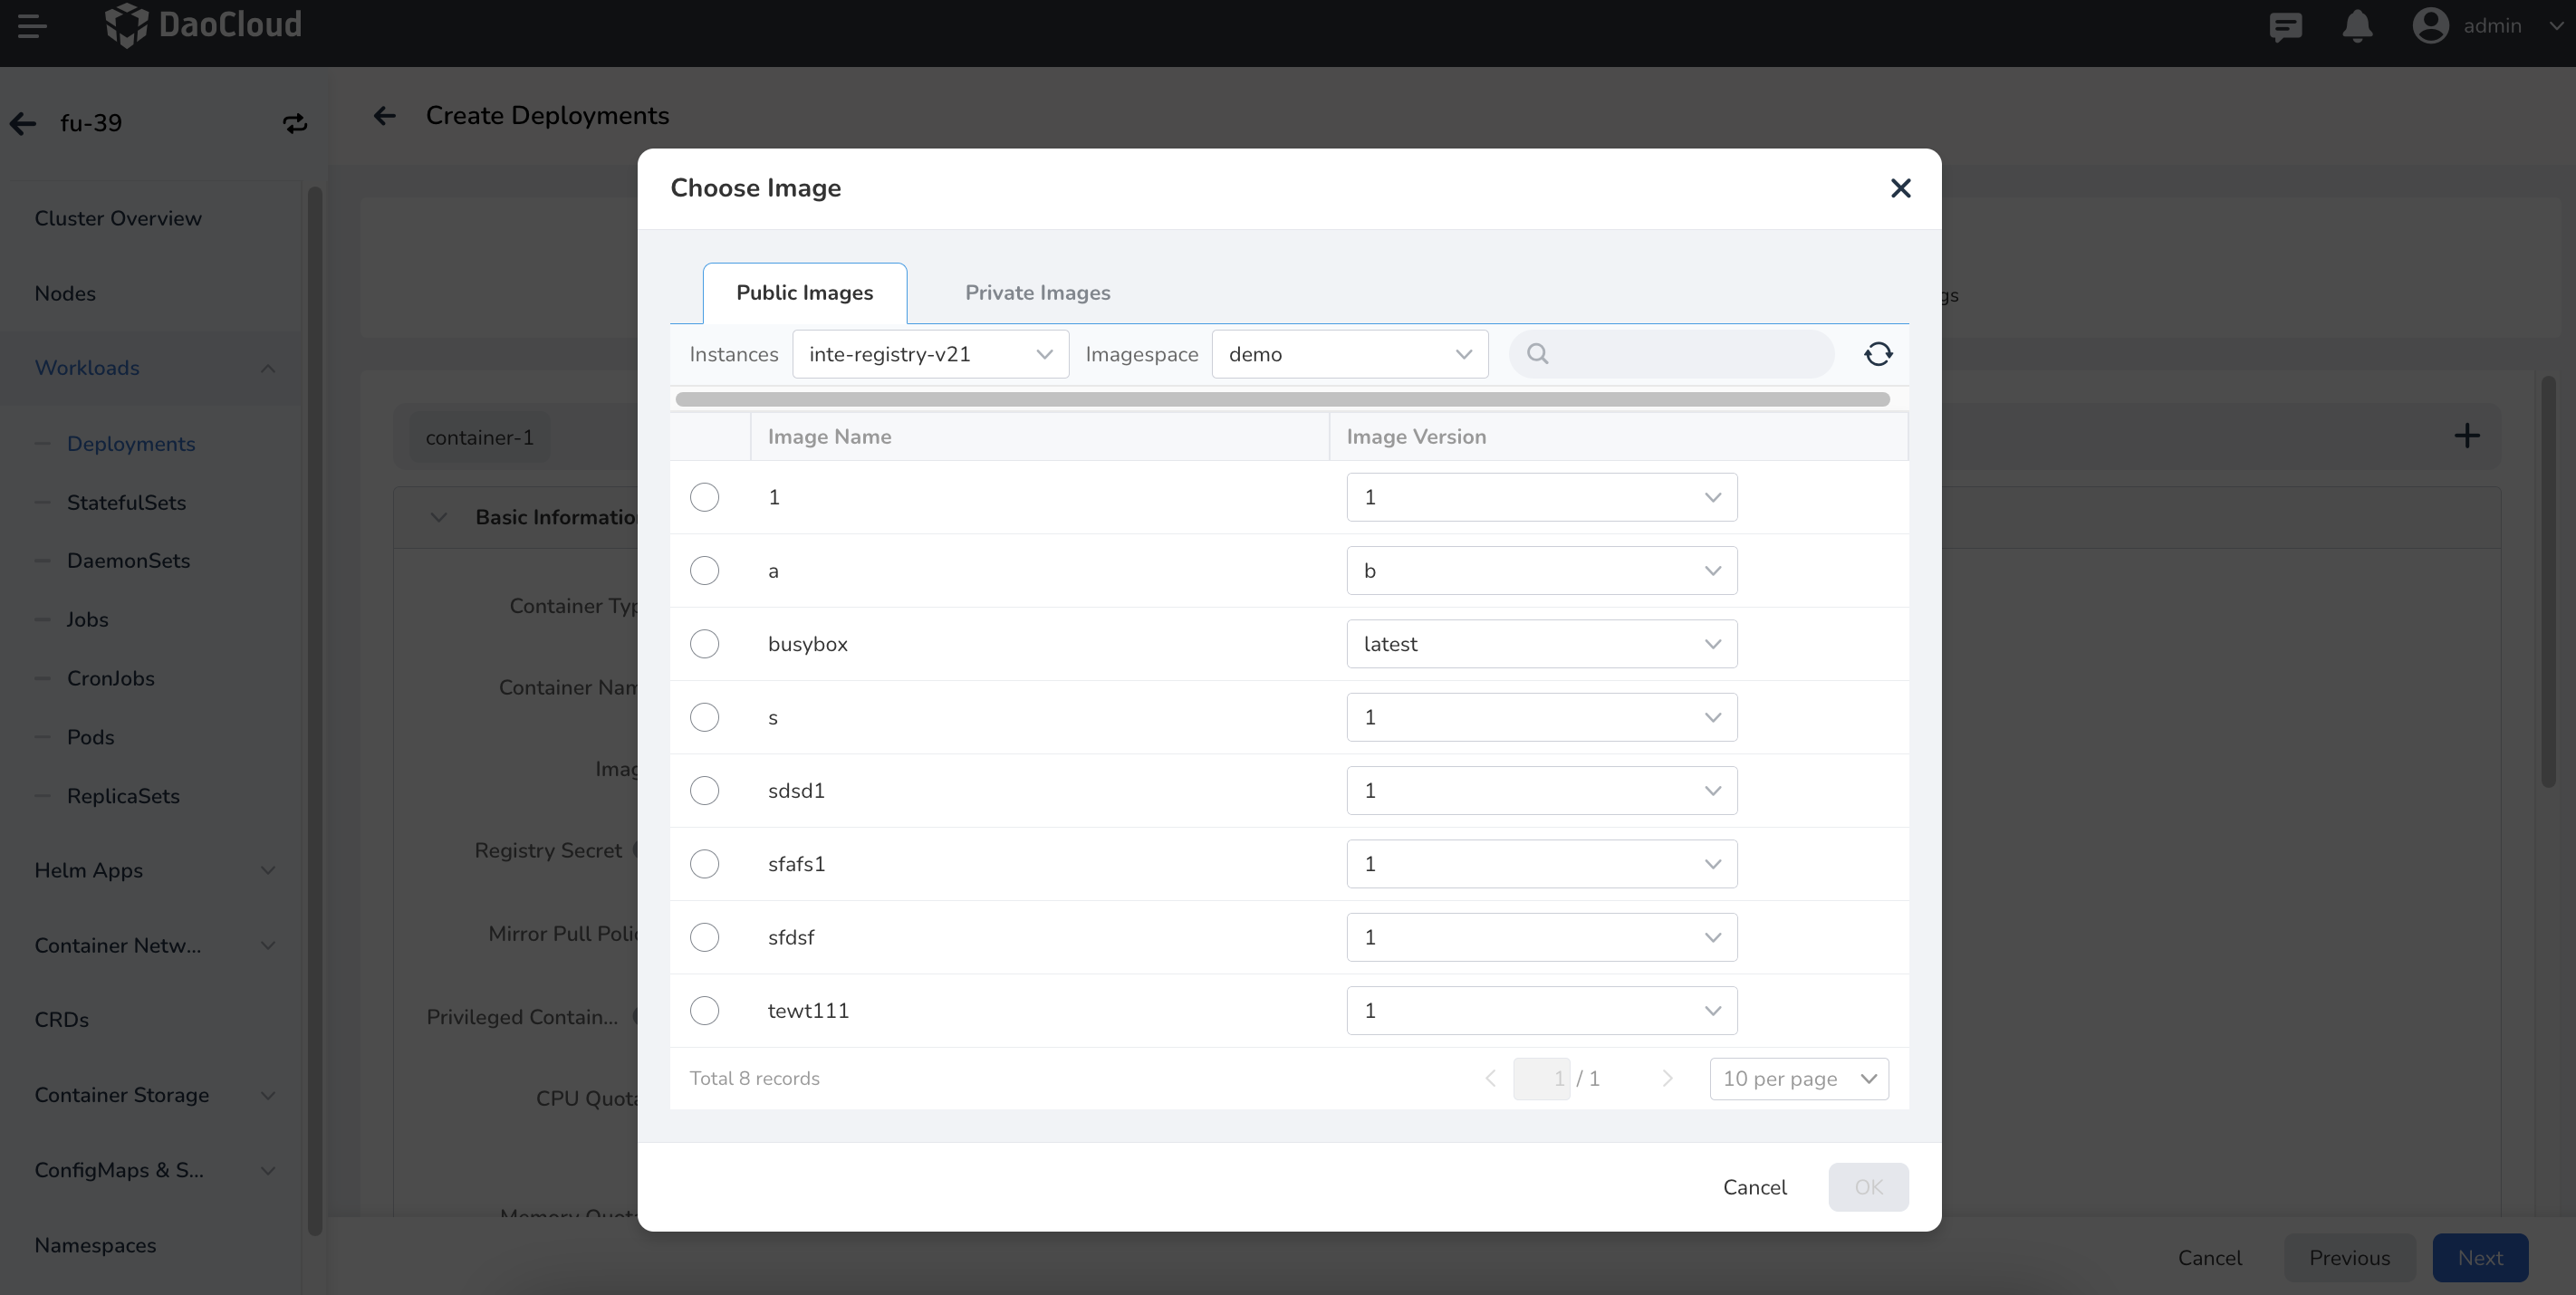 DaoCloud
admin
fu-39
Create Deployments
Cluster Overview
Nodes
Workloads
Deployments
StatefulSets
DaemonSets
Jobs
CronJobs
Pods
ReplicaSets
Helm Apps
Container Netw...
CRDs
Container Storage
ConfigMaps & S...
Namespaces
container-1
Basic Informatio
Container Typ
Container Nam
Imag
Registry Secret
Mirror Pull Polic
Privileged Contain...
CPU Quota
Memory Quota
gs
Choose Image
Public Images
Private Images
Instances inte-registry-v21 Imagespace demo
Image Name Image Version
1 1
a b
busybox latest
s 1
sdsd1 1
sfafs1 1
sfdsf 1
tewt111 1
Total 8 records 1 / 1 10 per page
Cancel OK
Cancel Previous Next